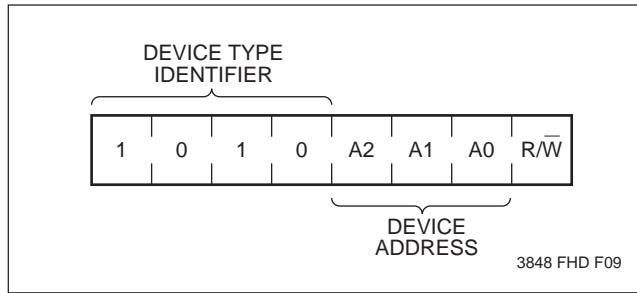 DEVICE TYPE
IDENTIFIER
1 0 1 0 A2 A1 A0 R/W̅
DEVICE
ADDRESS
3848 FHD F09